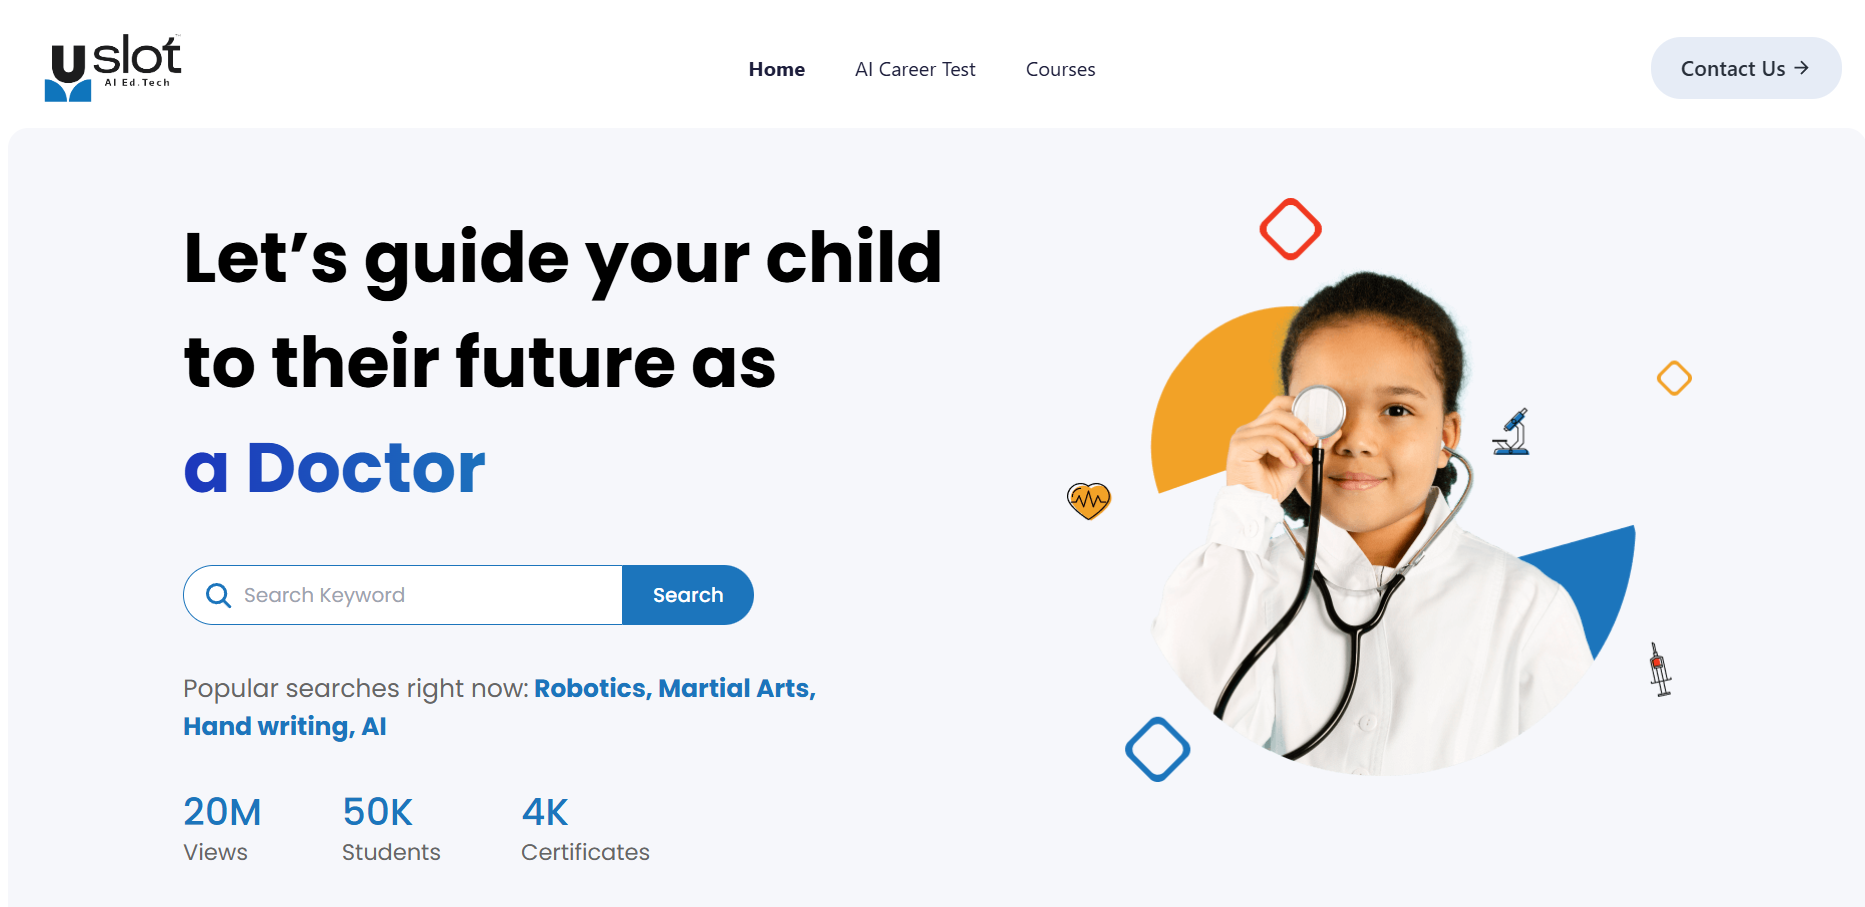 uslot
AI Ed.Tech
Home
AI Career Test
Courses
Contact Us →
Let’s guide your child
to their future as
a Doctor
Search Keyword
Search
Popular searches right now: Robotics, Martial Arts,
Hand writing, AI
20M
Views
50K
Students
4K
Certificates